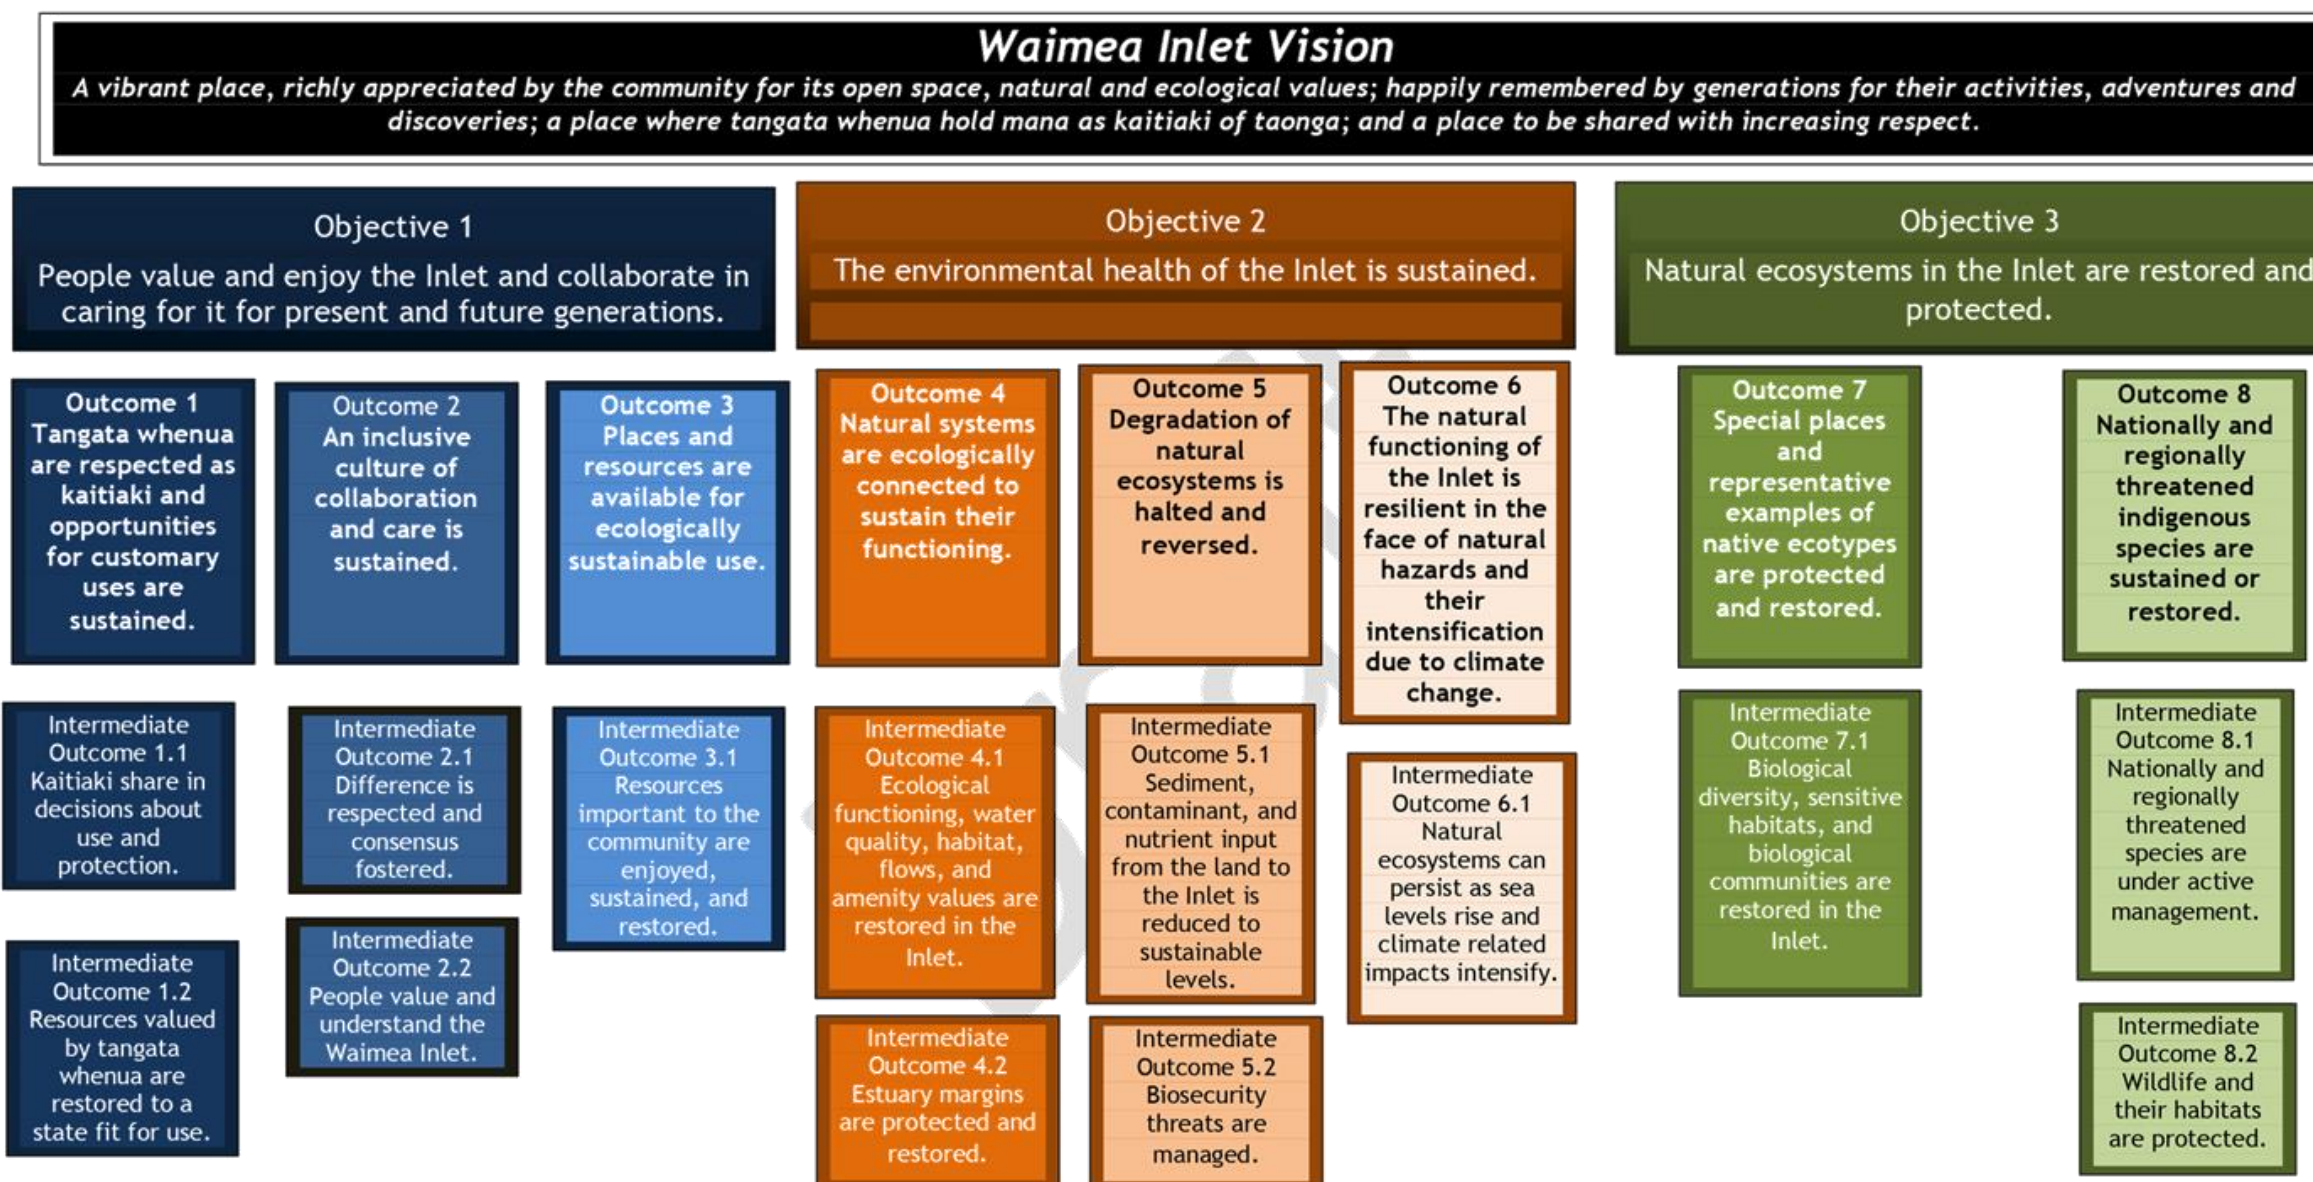 Waimea Inlet Vision
A vibrant place, richly appreciated by the community for its open space, natural and ecological values; happily remembered by generations for their activities, adventures and
discoveries; a place where tangata whenua hold mana as kaitiaki of taonga; and a place to be shared with increasing respect.
Objective 1
People value and enjoy the Inlet and collaborate in
caring for it for present and future generations.
Objective 2
The environmental health of the Inlet is sustained.
Objective 3
Natural ecosystems in the Inlet are restored and
protected.
Outcome 1
Tangata whenua
are respected as
kaitiaki and
opportunities
for customary
uses are
sustained.
Outcome 2
An inclusive
culture of
collaboration
and care is
sustained.
Outcome 3
Places and
resources are
available for
ecologically
sustainable use.
Outcome 4
Natural systems
are ecologically
connected to
sustain their
functioning.
Outcome 5
Degradation of
natural
ecosystems is
halted and
reversed.
Outcome 6
The natural
functioning of
the Inlet is
resilient in the
face of natural
hazards and
their
intensification
due to climate
change.
Outcome 7
Special places
and
representative
examples of
native ecotypes
are protected
and restored.
Outcome 8
Nationally and
regionally
threatened
indigenous
species are
sustained or
restored.
Intermediate
Outcome 1.1
Kaitiaki share in
decisions about
use and
protection.
Intermediate
Outcome 2.1
Difference is
respected and
consensus
fostered.
Intermediate
Outcome 3.1
Resources
important to the
community are
enjoyed,
sustained, and
restored.
Intermediate
Outcome 4.1
Ecological
functioning, water
quality, habitat,
flows, and
amenity values are
restored in the
Inlet.
Intermediate
Outcome 5.1
Sediment,
contaminant, and
nutrient input
from the land to
the Inlet is
reduced to
sustainable
levels.
Intermediate
Outcome 6.1
Natural
ecosystems can
persist as sea
levels rise and
climate related
impacts intensify.
Intermediate
Outcome 7.1
Biological
diversity, sensitive
habitats, and
biological
communities are
restored in the
Inlet.
Intermediate
Outcome 8.1
Nationally and
regionally
threatened
species are
under active
management.
Intermediate
Outcome 1.2
Resources valued
by tangata
whenua are
restored to a
state fit for use.
Intermediate
Outcome 2.2
People value and
understand the
Waimea Inlet.
Intermediate
Outcome 4.2
Estuary margins
are protected and
restored.
Intermediate
Outcome 5.2
Biosecurity
threats are
managed.
Intermediate
Outcome 8.2
Wildlife and
their habitats
are protected.